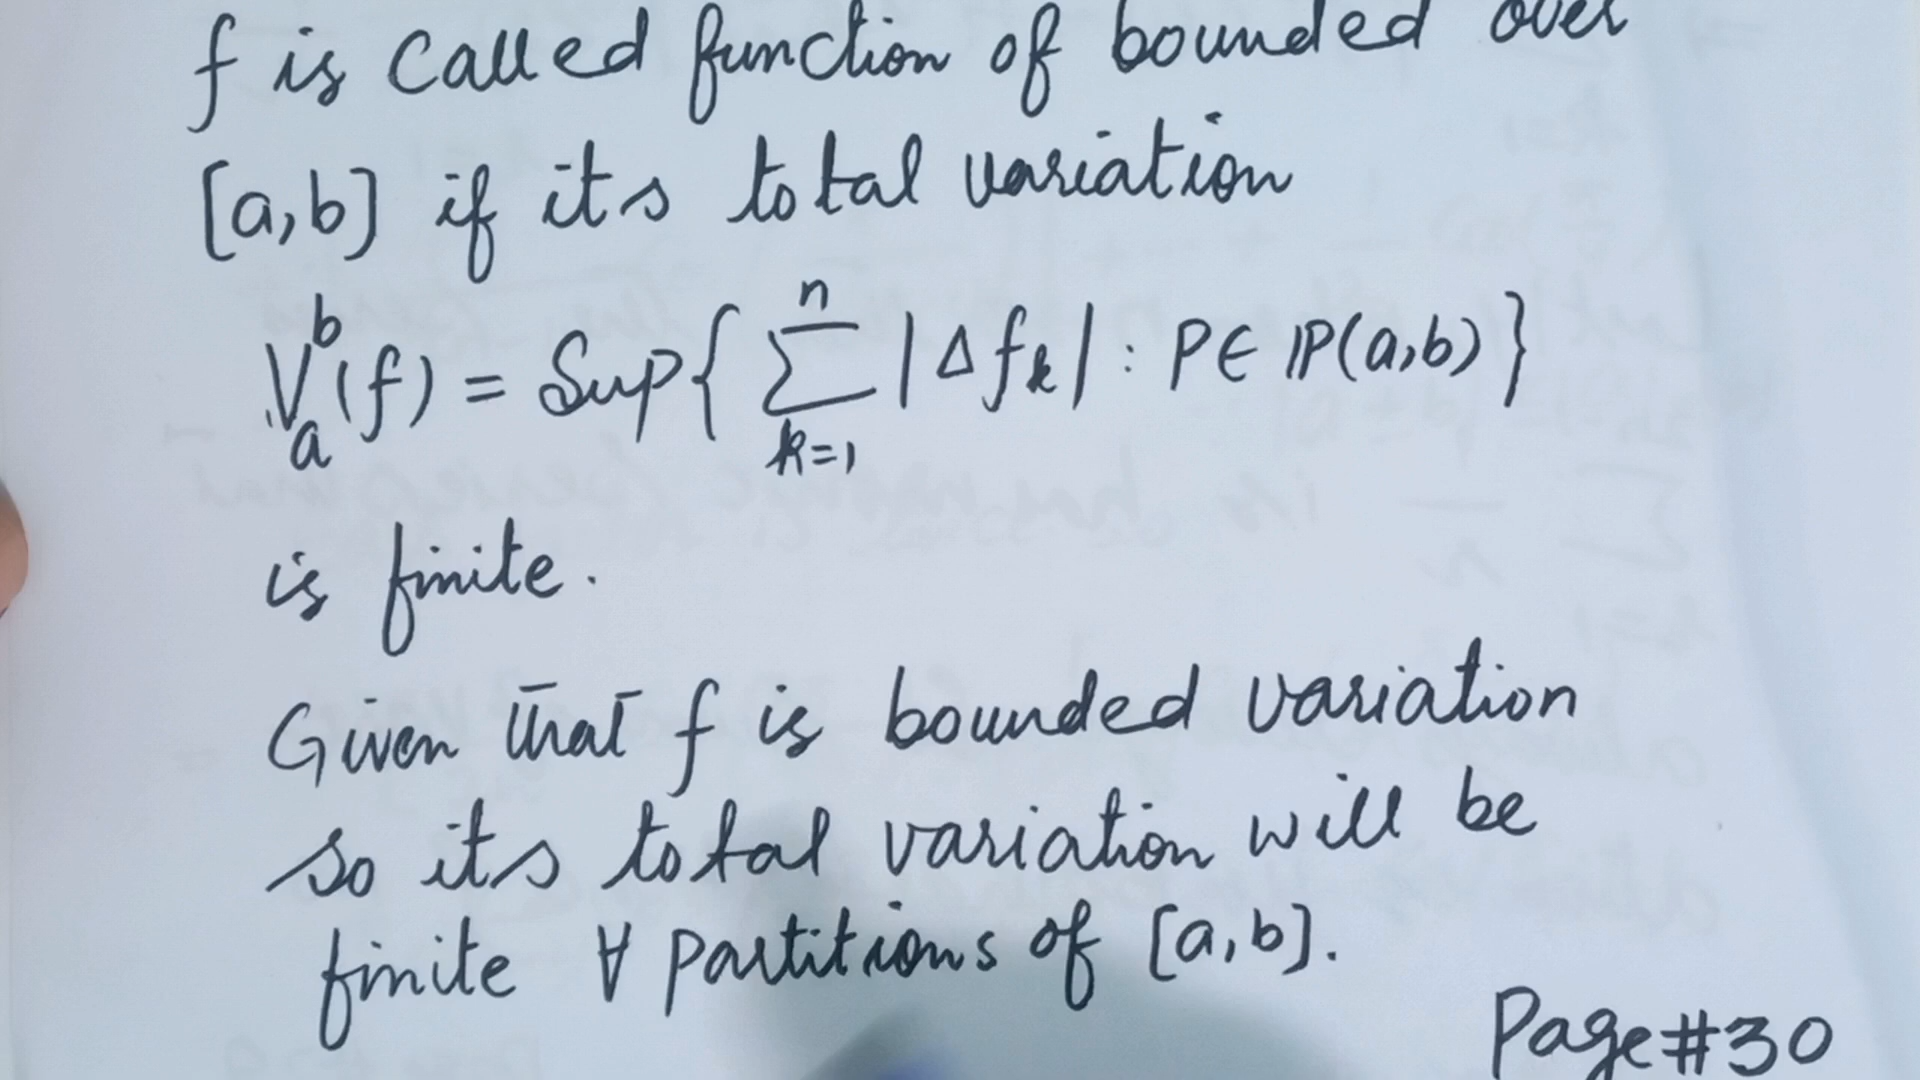 f is called function of bounded over
[a,b] if its total variation
V_a^b(f) = Sup{ ∑_{k=1}^{n} |Δf_k| : P∈ ℙ(a,b)}
is finite.
Given that f is bounded variation
so its total variation will be
finite ∀ partitions of [a,b].
Page#30